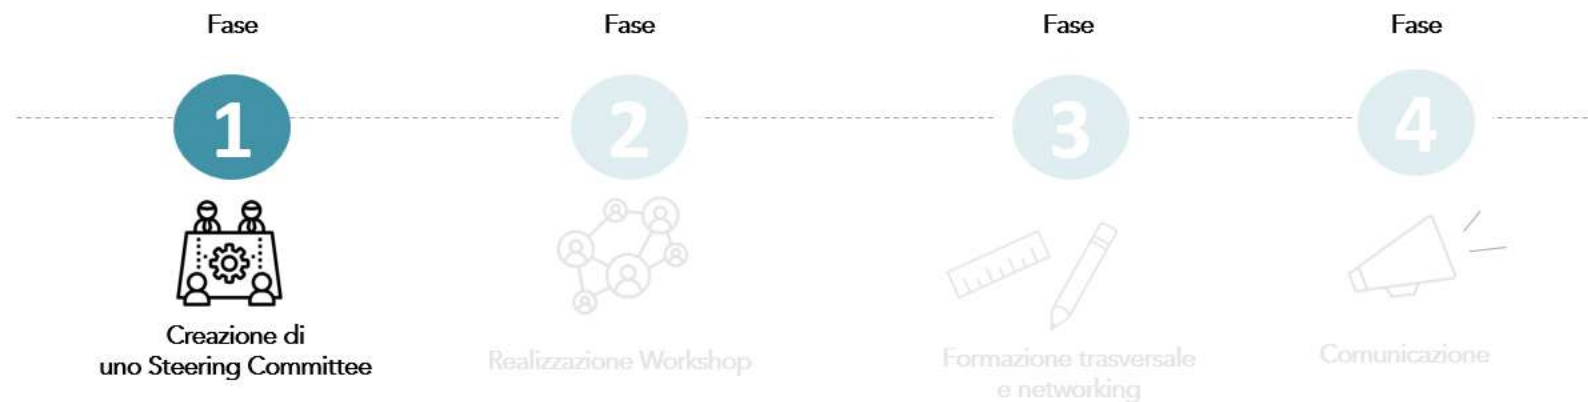 Fase
1
Creazione di
uno Steering Committee
Fase
2
Realizzazione Workshop
Fase
3
Formazione trasversale
e networking
Fase
4
Comunicazione